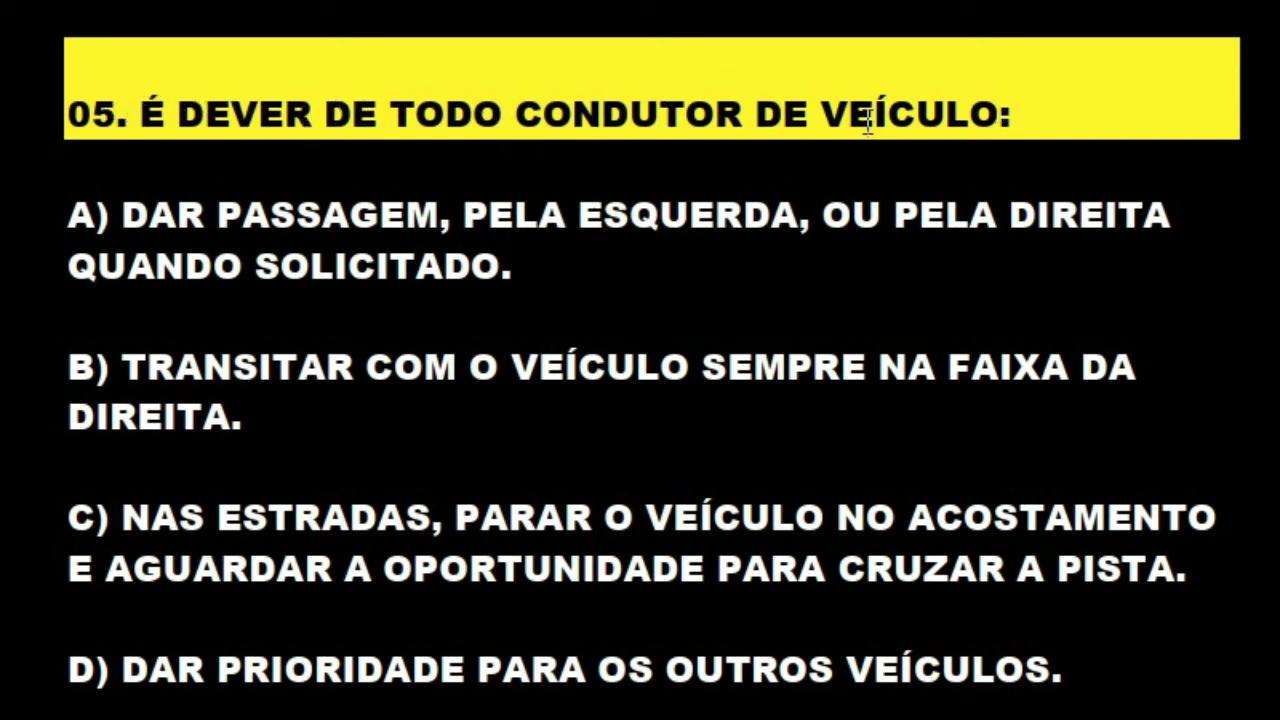 05. É DEVER DE TODO CONDUTOR DE VEÍCULO:
A) DAR PASSAGEM, PELA ESQUERDA, OU PELA DIREITA
QUANDO SOLICITADO.
B) TRANSITAR COM O VEÍCULO SEMPRE NA FAIXA DA
DIREITA.
C) NAS ESTRADAS, PARAR O VEÍCULO NO ACOSTAMENTO
E AGUARDAR A OPORTUNIDADE PARA CRUZAR A PISTA.
D) DAR PRIORIDADE PARA OS OUTROS VEÍCULOS.